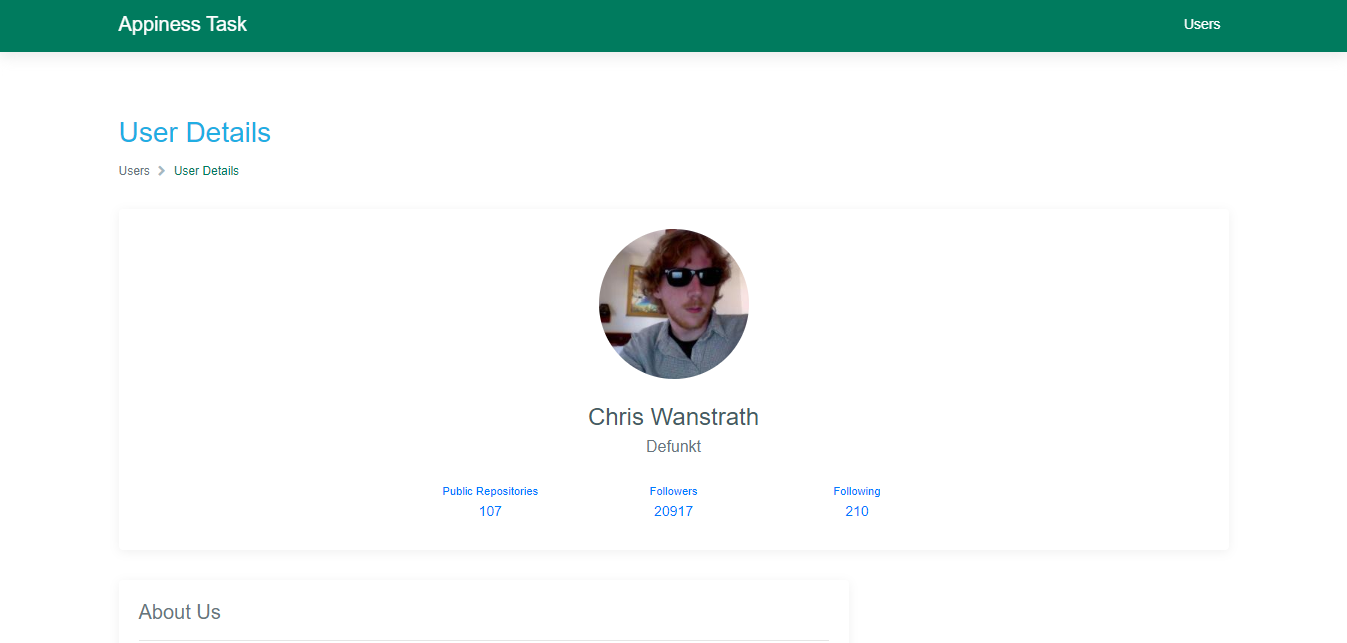 Appiness Task
Users
User Details
Users
User Details
Chris Wanstrath
Defunkt
Public Repositories
Followers
Following
107
20917
210
About Us